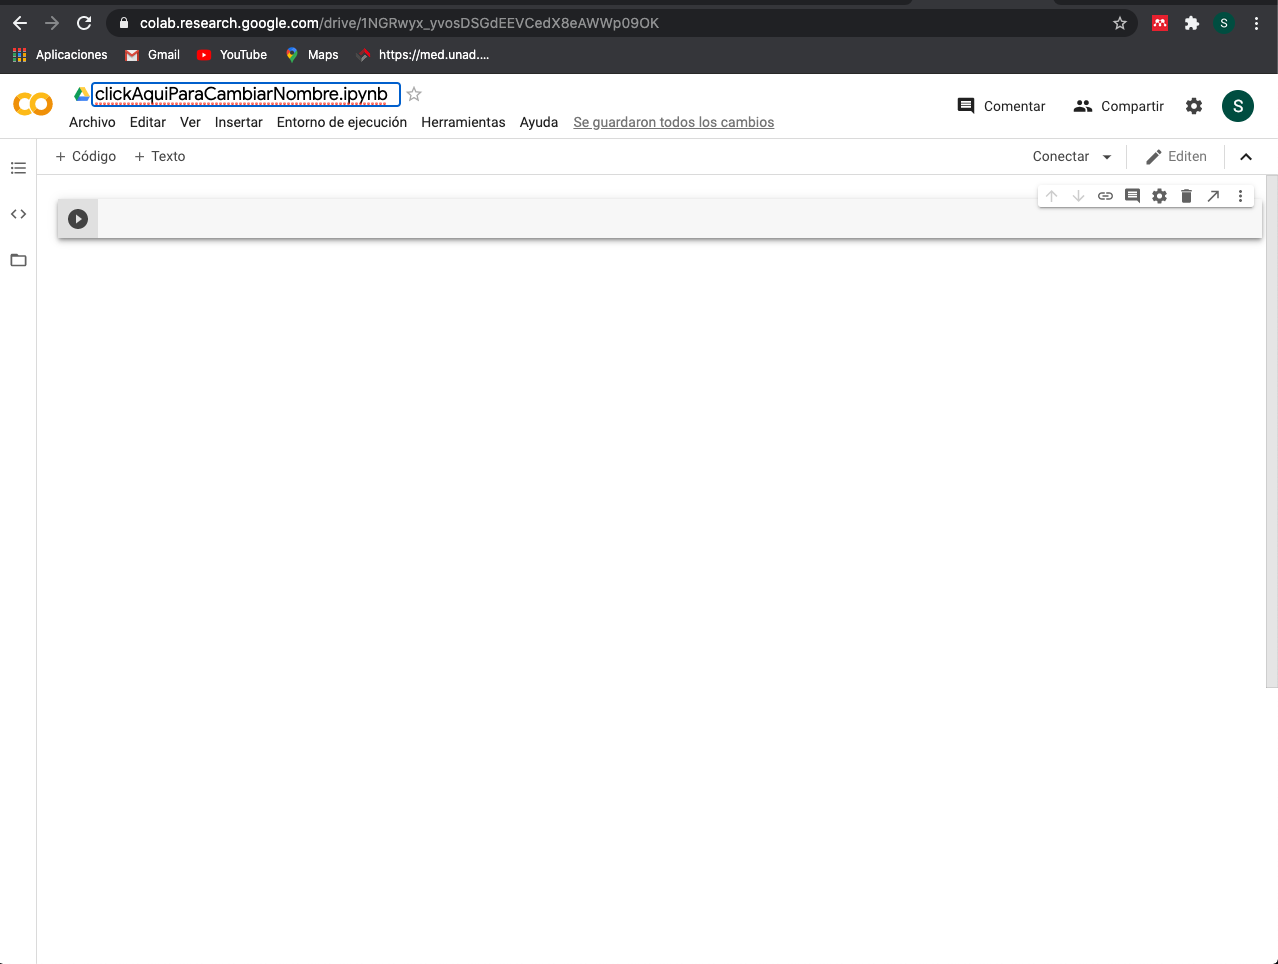 colab.research.google.com/drive/1NGRwyx_yvosDSGdEEVCedX8eAWWp09OK
S
Aplicaciones Gmail YouTube Maps https://med.unad....
clickAquiParaCambiarNombre.ipynb
Comentar Compartir S
Archivo Editar Ver Insertar Entorno de ejecución Herramientas Ayuda Se guardaron todos los cambios
+ Código + Texto Conectar Editen